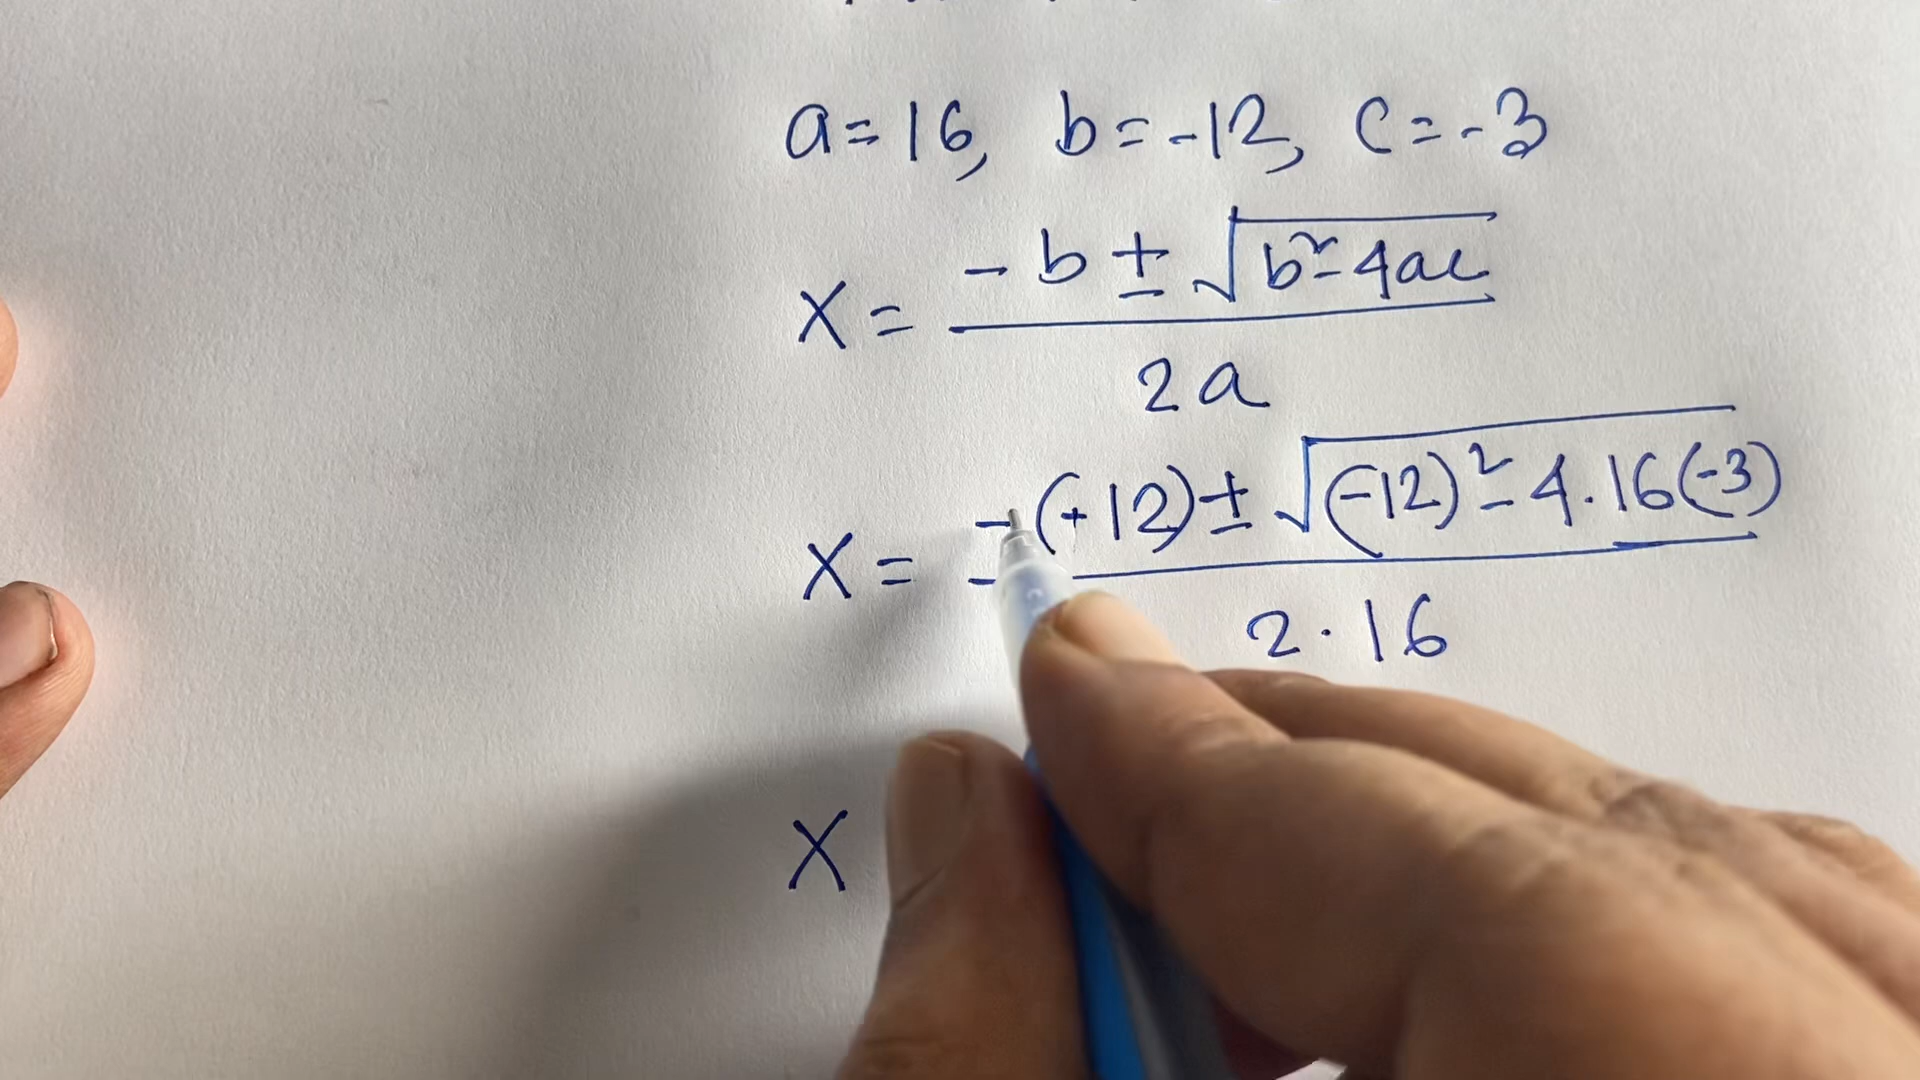 a=16, b=-12, c=-3
x= -b ± √(b²-4ac) / 2a
x= -(-12) ± √((-12)²-4·16(-3)) / 2·16
x